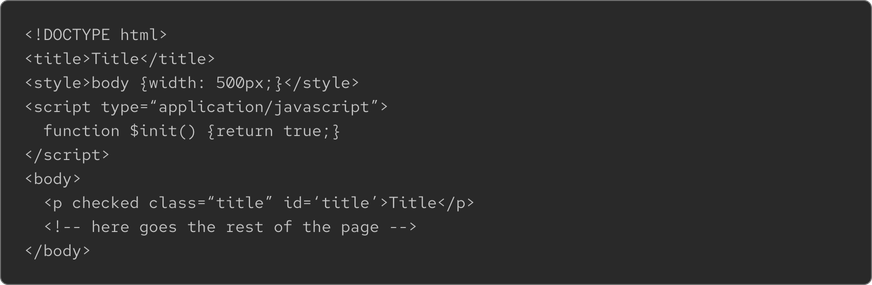 <!DOCTYPE html>
<title>Title</title>
<style>body {width: 500px;}</style>
<script type=“application/javascript”>
  function $init() {return true;}
</script>
<body>
  <p checked class=“title” id=‘title’>Title</p>
  <!-- here goes the rest of the page -->
</body>